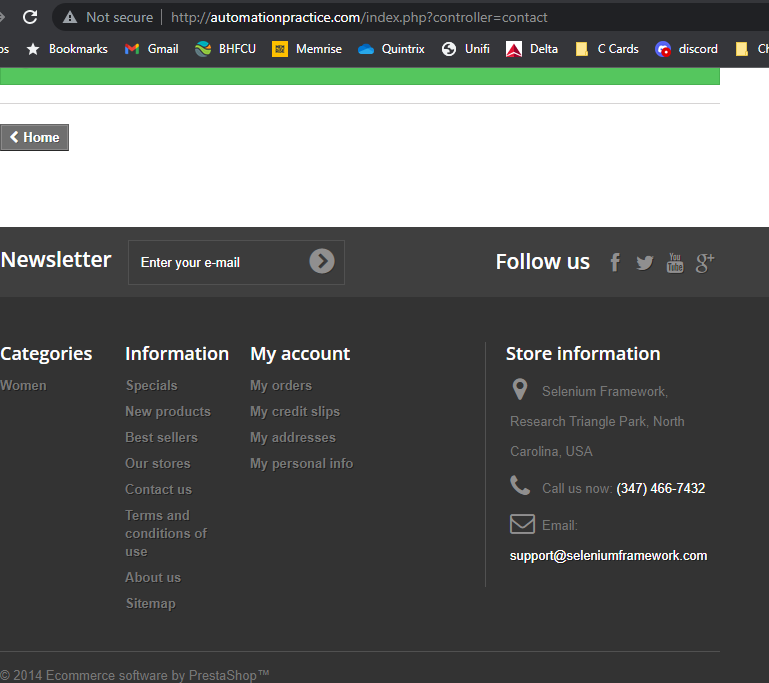 Not secure | http://automationpractice.com/index.php?controller=contact
Bookmarks Gmail BHFCU Memrise Quintrix Unifi Delta C Cards discord
Home
Newsletter Enter your e-mail Follow us
You Tube
Categories
Women
Information
Specials
New products
Best sellers
Our stores
Contact us
Terms and
conditions of
use
About us
Sitemap
My account
My orders
My credit slips
My addresses
My personal info
Store information
Selenium Framework,
Research Triangle Park, North
Carolina, USA
Call us now: (347) 466-7432
Email:
support@seleniumframework.com
© 2014 Ecommerce software by PrestaShop™